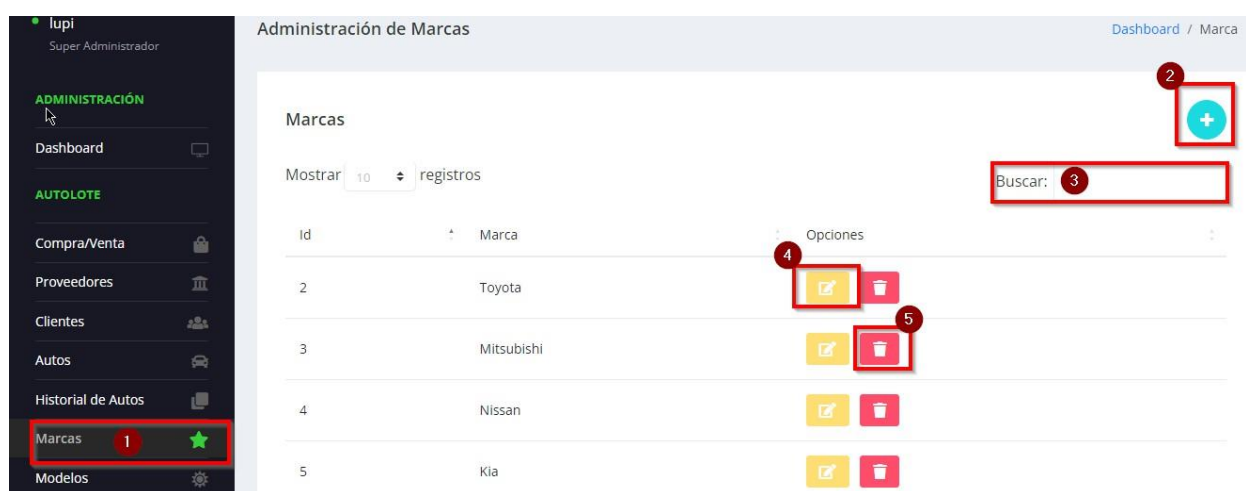 lupi
Super Administrador
ADMINISTRACIÓN
Dashboard
AUTOLOTE
Compra/Venta
Proveedores
Clientes
Autos
Historial de Autos
Marcas 1
Modelos
Administración de Marcas
Dashboard / Marca
2
Marcas
Mostrar 10 registros
Buscar: 3
Id Marca Opciones
4
2 Toyota
5
3 Mitsubishi
4 Nissan
5 Kia